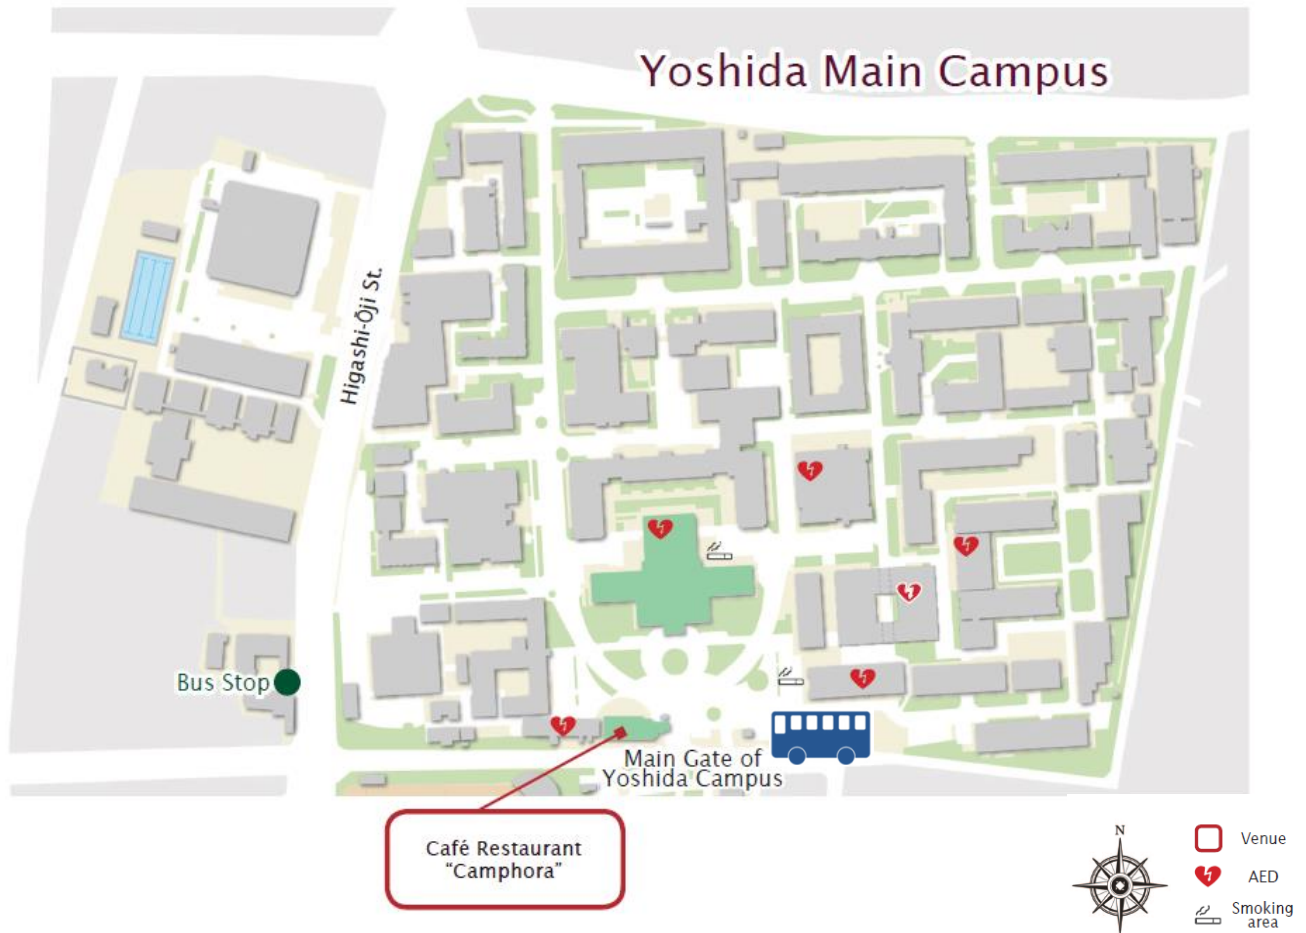 Yoshida Main Campus
Higashi-Ōji St.
Bus Stop
Main Gate of
Yoshida Campus
Café Restaurant
“Camphora”
N
Venue
AED
Smoking
area